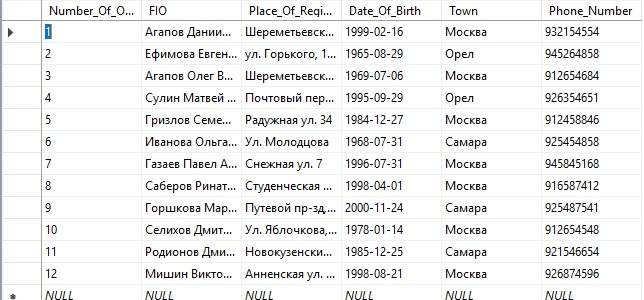 Number_Of_O... FIO Place_Of_Regi... Date_Of_Birth Town Phone_Number
1 Агапов Дании... Шереметьевск... 1999-02-16 Москва 932154554
2 Ефимова Евген... ул. Горького, 1... 1965-08-29 Орел 945264858
3 Агапов Олег В... Шереметьевск... 1969-07-06 Москва 912654684
4 Сулин Матвей ... Почтовый пер... 1995-09-29 Орел 926354651
5 Гризлов Семе... Радужная ул. 34 1984-12-27 Москва 912458846
6 Иванова Ольга... Ул. Молодцова 1968-07-31 Самара 925454858
7 Газаев Павел А... Снежная ул. 7 1996-07-31 Москва 945845168
8 Саберов Ринат... Студенческая ... 1998-04-01 Москва 916587412
9 Горшкова Мар... Путевой пр-зд,... 2000-11-24 Самара 925487541
10 Селихов Дмит... Ул. Яблочкова,... 1978-01-14 Москва 912654548
11 Родионов Дми... Новокузенски... 1985-12-25 Самара 921546654
12 Мишин Викто... Анненская ул. ... 1998-08-21 Москва 926874596
NULL NULL NULL NULL NULL NULL